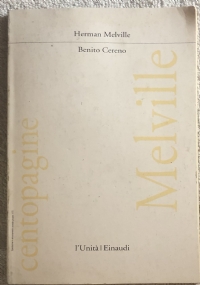 Herman Melville
Benito Cereno
centopagine
Melville
l'Unità | Einaudi